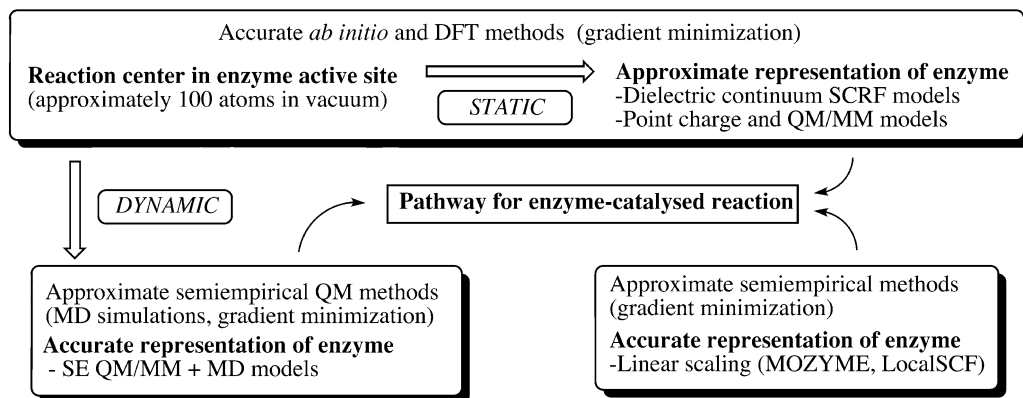 Accurate ab initio and DFT methods (gradient minimization)
Reaction center in enzyme active site
(approximately 100 atoms in vacuum)
STATIC
Approximate representation of enzyme
-Dielectric continuum SCRF models
-Point charge and QM/MM models
DYNAMIC
Pathway for enzyme-catalysed reaction
Approximate semiempirical QM methods
(MD simulations, gradient minimization)
Accurate representation of enzyme
- SE QM/MM + MD models
Approximate semiempirical methods
(gradient minimization)
Accurate representation of enzyme
-Linear scaling (MOZYME, LocalSCF)